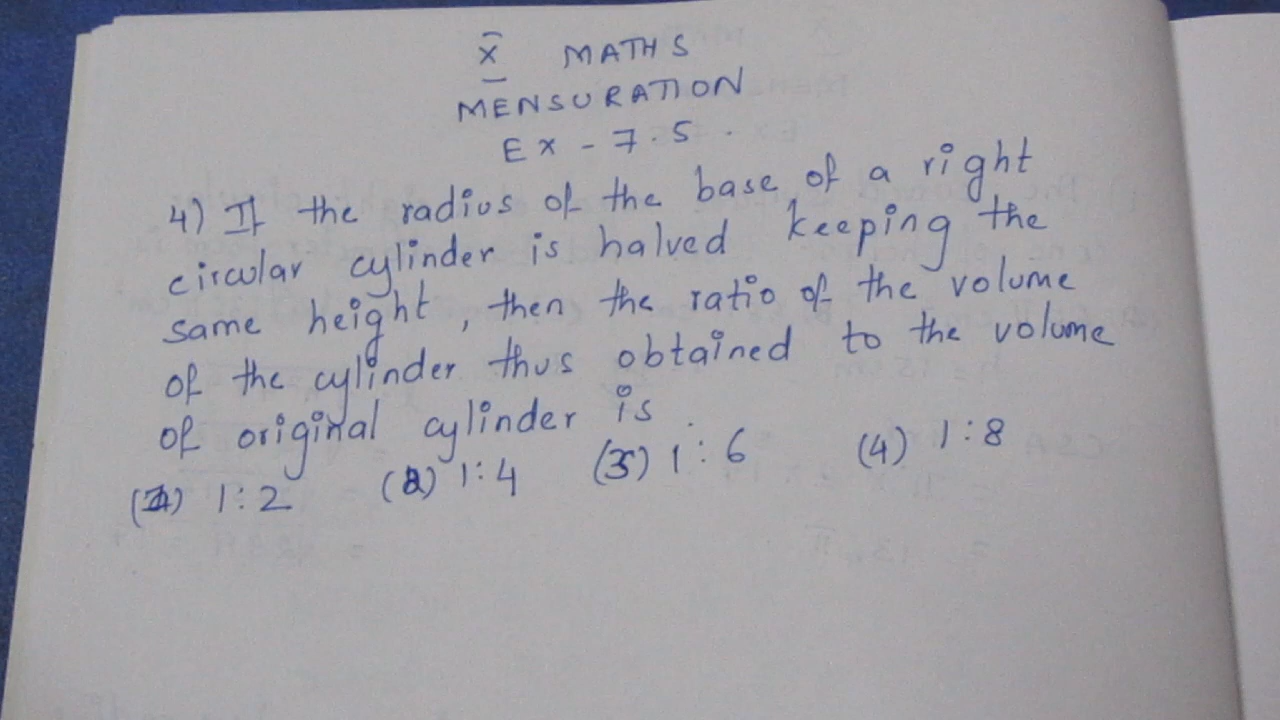 X MATHS
MENSURATION
Ex - 7.5.
4) If the radius of the base of a right
circular cylinder is halved keeping the
same height, then the ratio of the volume
of the cylinder thus obtained to the volume
of original cylinder is
(1) 1:2 (2) 1:4 (3) 1:6 (4) 1:8